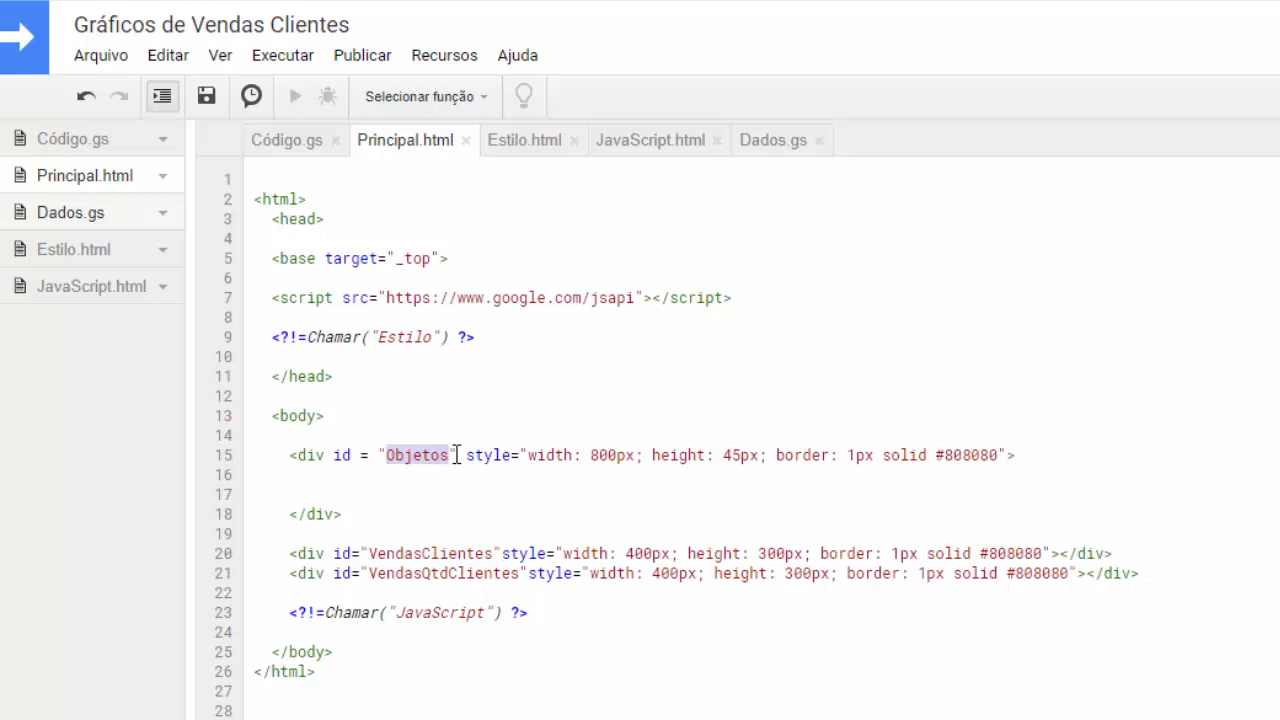 Gráficos de Vendas Clientes
Arquivo Editar Ver Executar Publicar Recursos Ajuda
Selecionar função
Código.gs
Principal.html
Dados.gs
Estilo.html
JavaScript.html
Código.gs Principal.html Estilo.html JavaScript.html Dados.gs
1
2 <html>
3 <head>
4
5 <base target="_top">
6
7 <script src="https://www.google.com/jsapi"></script>
8
9 <?!=Chamar("Estilo") ?>
10
11 </head>
12
13 <body>
14
15 <div id = "Objetos" style="width: 800px; height: 45px; border: 1px solid #808080">
16
17
18 </div>
19
20 <div id="VendasClientes"style="width: 400px; height: 300px; border: 1px solid #808080"></div>
21 <div id="VendasQtdClientes"style="width: 400px; height: 300px; border: 1px solid #808080"></div>
22
23 <?!=Chamar("JavaScript") ?>
24
25 </body>
26 </html>
27
28